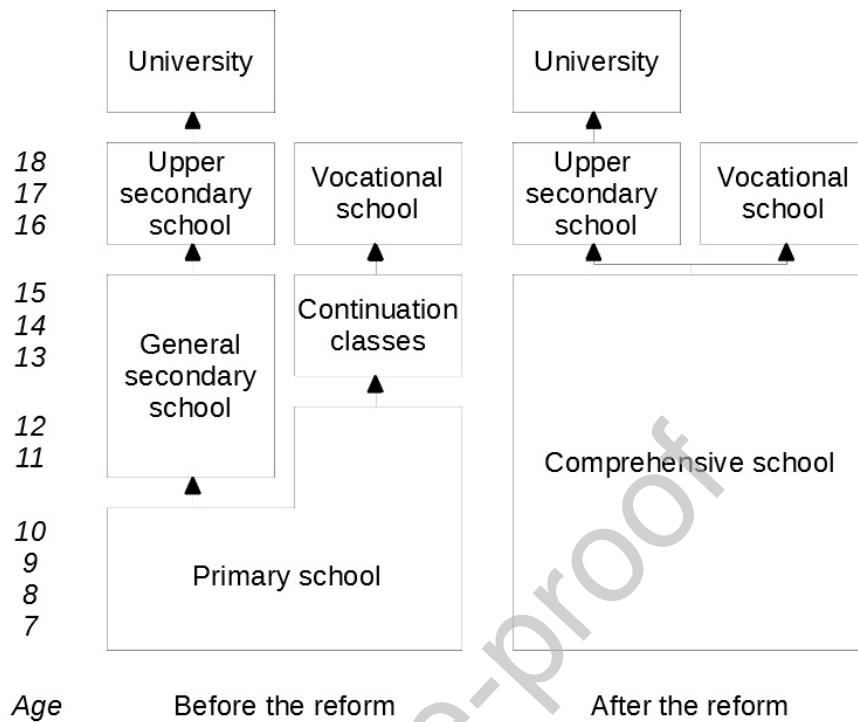 University
University
18
17
16
Upper
secondary
school
Vocational
school
Upper
secondary
school
Vocational
school
15
14
13
General
secondary
school
Continuation
classes
12
11
Comprehensive school
10
9
8
7
Primary school
Age
Before the reform
After the reform
e-proof